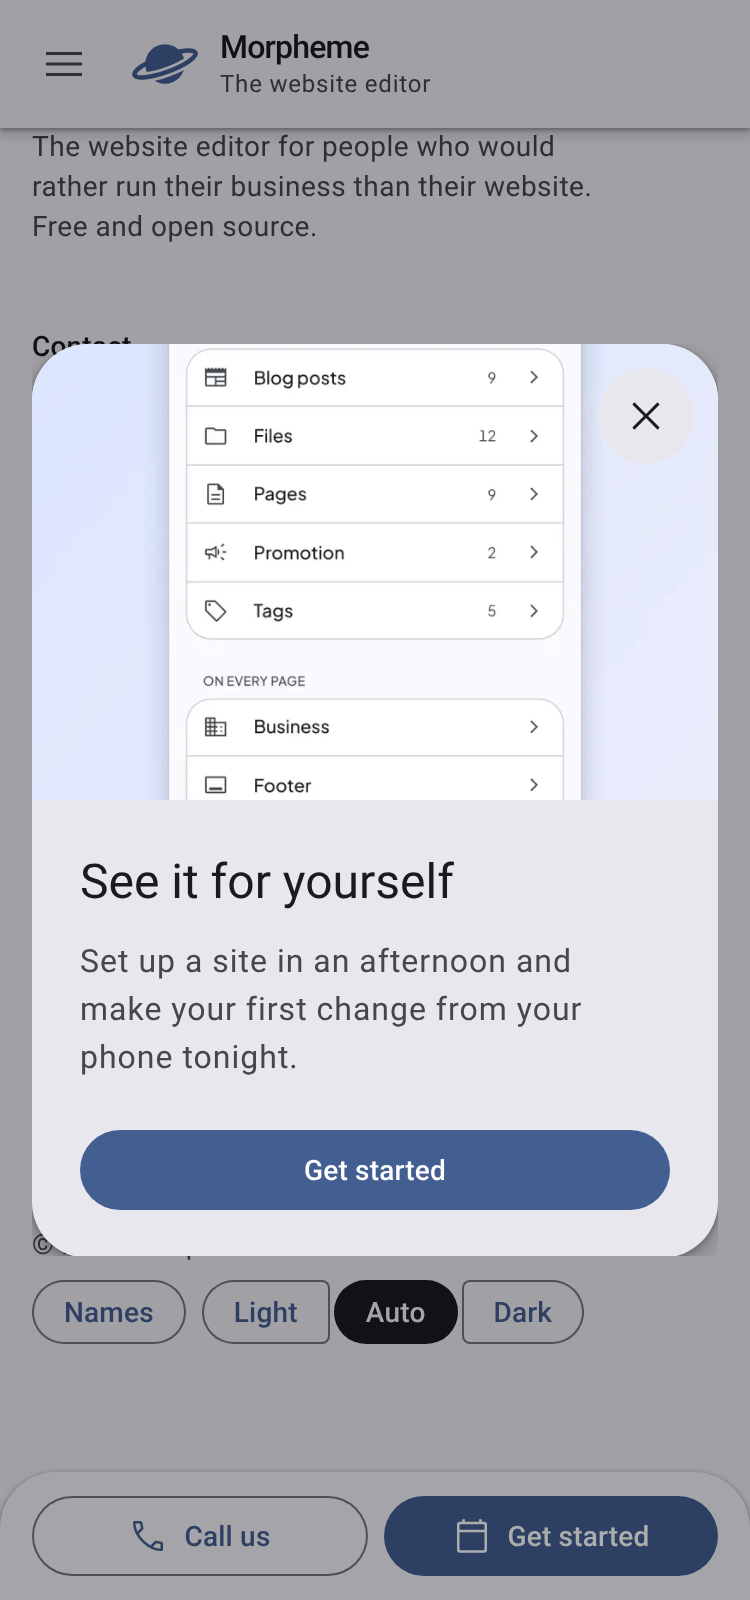 Morpheme
The website editor
The website editor for people who would
rather run their business than their website.
Free and open source.
Contact
Blog posts 9
Files 12
Pages 9
Promotion 2
Tags 5
ON EVERY PAGE
Business
Footer
See it for yourself
Set up a site in an afternoon and
make your first change from your
phone tonight.
Get started
©
Names Light Auto Dark
Call us Get started